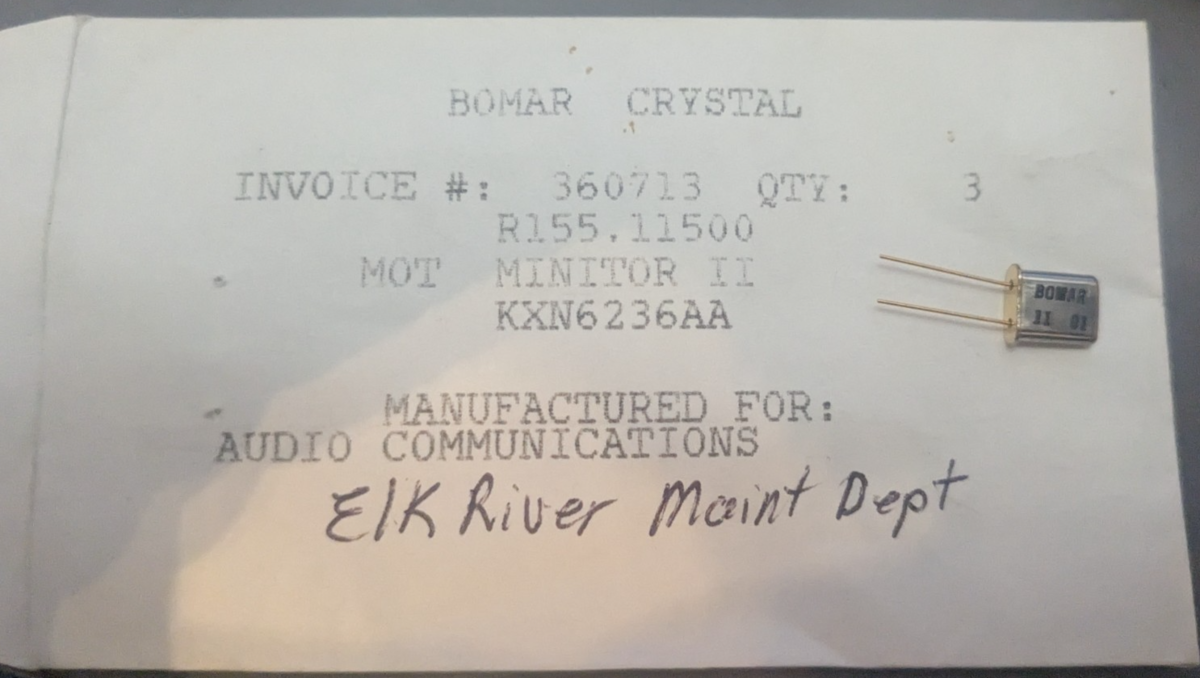 BOMAR CRYSTAL
INVOICE #: 360713 QTY: 3
R155.11500
MOT MINITOR II
KXN6236AA
MANUFACTURED FOR:
AUDIO COMMUNICATIONS
Elk River Maint Dept
BOMAR
11 01